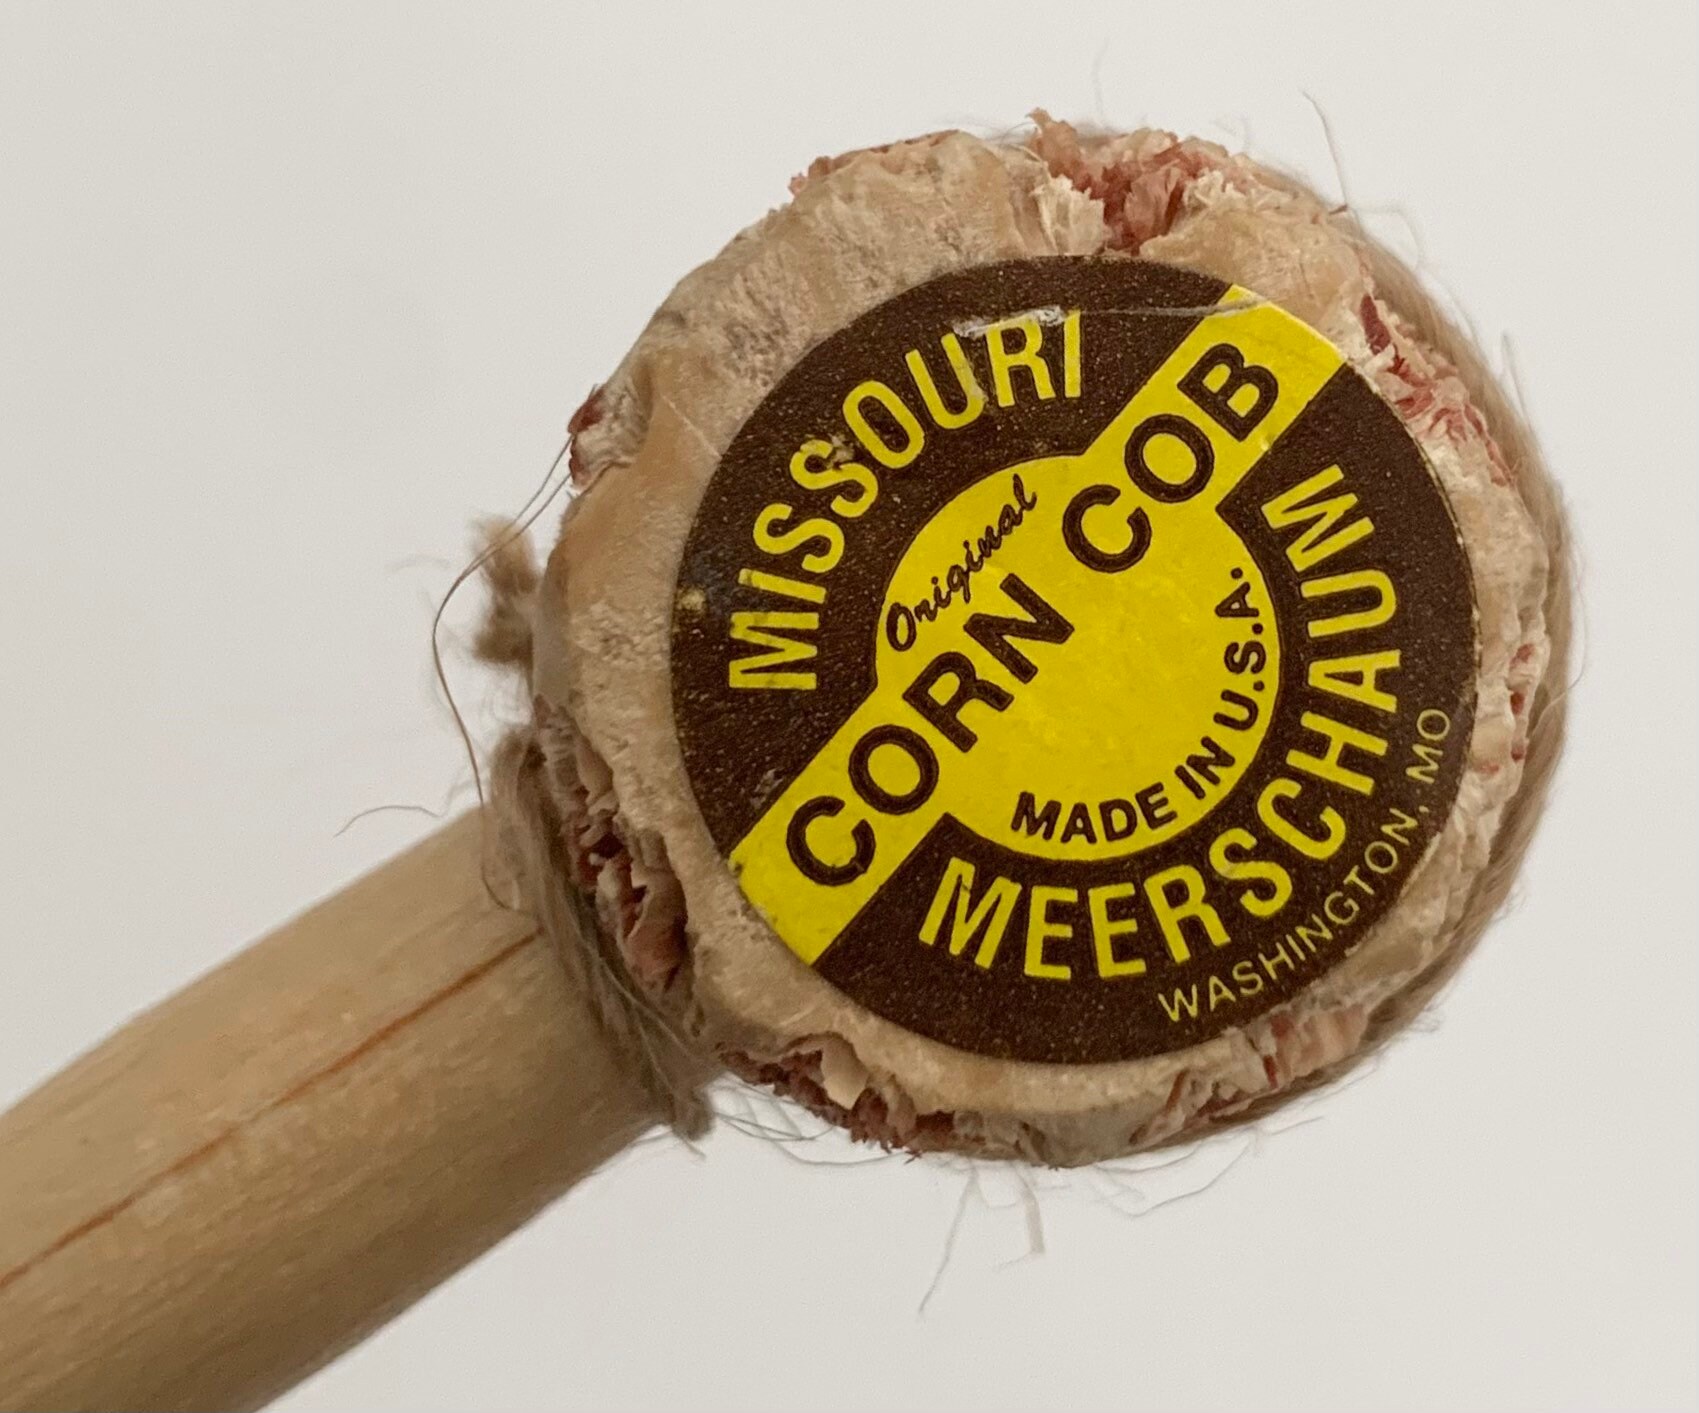 MISSOURI
Original
CORN COB
MADE IN U.S.A.
MEERSCHAUM
WASHINGTON, MO